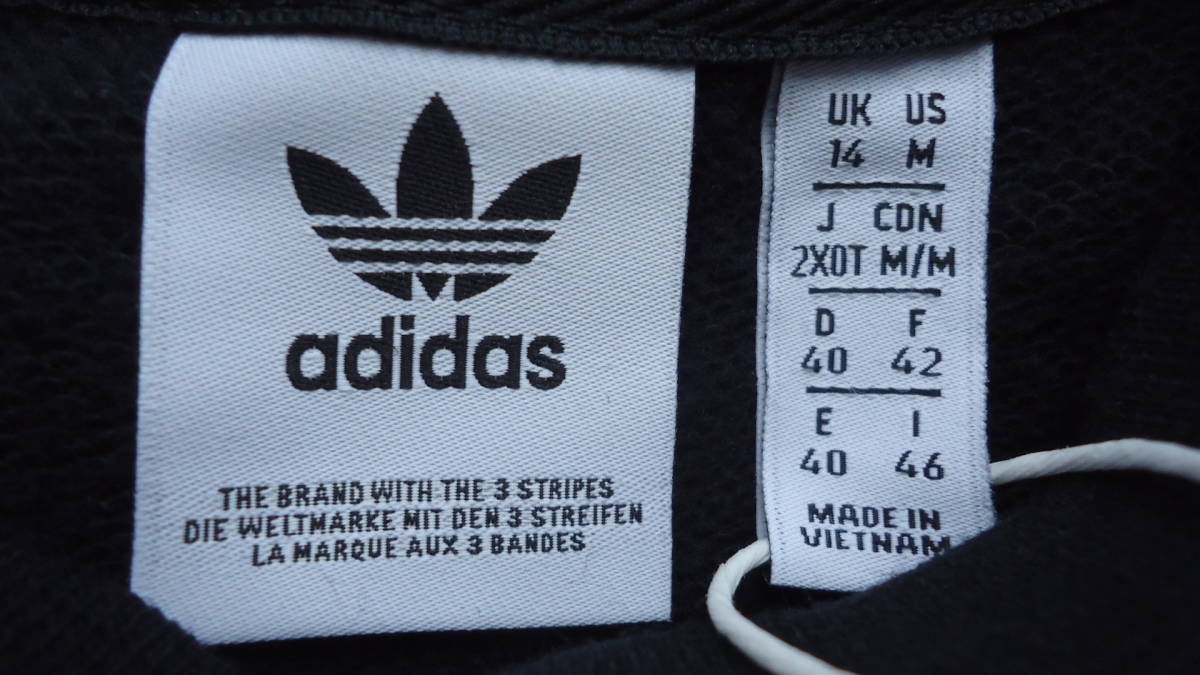 adidas
THE BRAND WITH THE 3 STRIPES
DIE WELTMARKE MIT DEN 3 STREIFEN
LA MARQUE AUX 3 BANDES
UK US
14 M
J CDN
2XOT M/M
D F
40 42
E I
40 46
MADE IN
VIETNAM